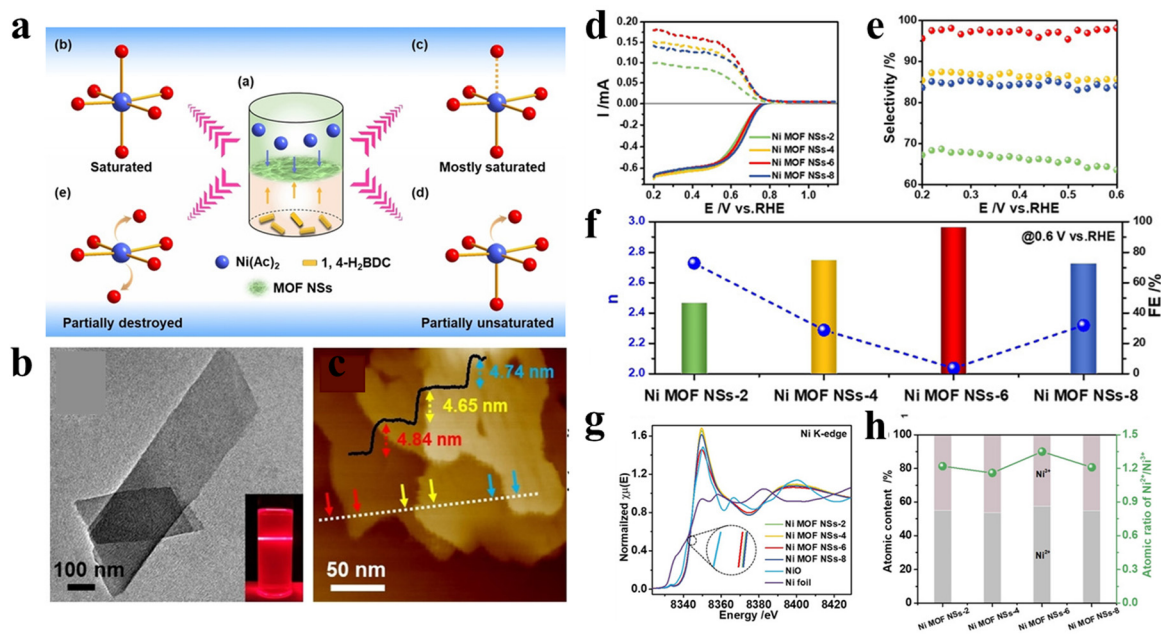 a
(b)
Saturated
(a)
(c)
Mostly saturated
(e)
Partially destroyed
(d)
Partially unsaturated
Ni(Ac)₂
1, 4-H₂BDC
MOF NSs
b
100 nm
c
4.74 nm
4.65 nm
4.84 nm
50 nm
d
I /mA
0.20
0.15
0.10
0.05
0.00
-0.2
-0.4
-0.6
Ni MOF NSs-2
Ni MOF NSs-4
Ni MOF NSs-6
Ni MOF NSs-8
0.2 0.4 0.6 0.8 1.0
E /V vs.RHE
e
Selectivity /%
100
90
80
70
60
0.2 0.3 0.4 0.5 0.6
E /V vs.RHE
f
@0.6 V vs.RHE
n
3.0
2.8
2.6
2.4
2.2
2.0
FE /%
100
80
60
40
20
0
Ni MOF NSs-2 Ni MOF NSs-4 Ni MOF NSs-6 Ni MOF NSs-8
g
Ni K-edge
Normalized χμ(E)
1.6
1.2
0.8
0.4
0.0
Ni MOF NSs-2
Ni MOF NSs-4
Ni MOF NSs-6
Ni MOF NSs-8
NiO
Ni foil
8340 8360 8380 8400 8420
Energy /eV
h
Atomic content /%
100
80
60
40
20
0
Ni³⁺
Ni²⁺
Atomic ratio of Ni²⁺/Ni³⁺
1.5
1.2
0.9
0.6
0.3
0.0
Ni MOF NSs-2 Ni MOF NSs-4 Ni MOF NSs-6 Ni MOF NSs-8